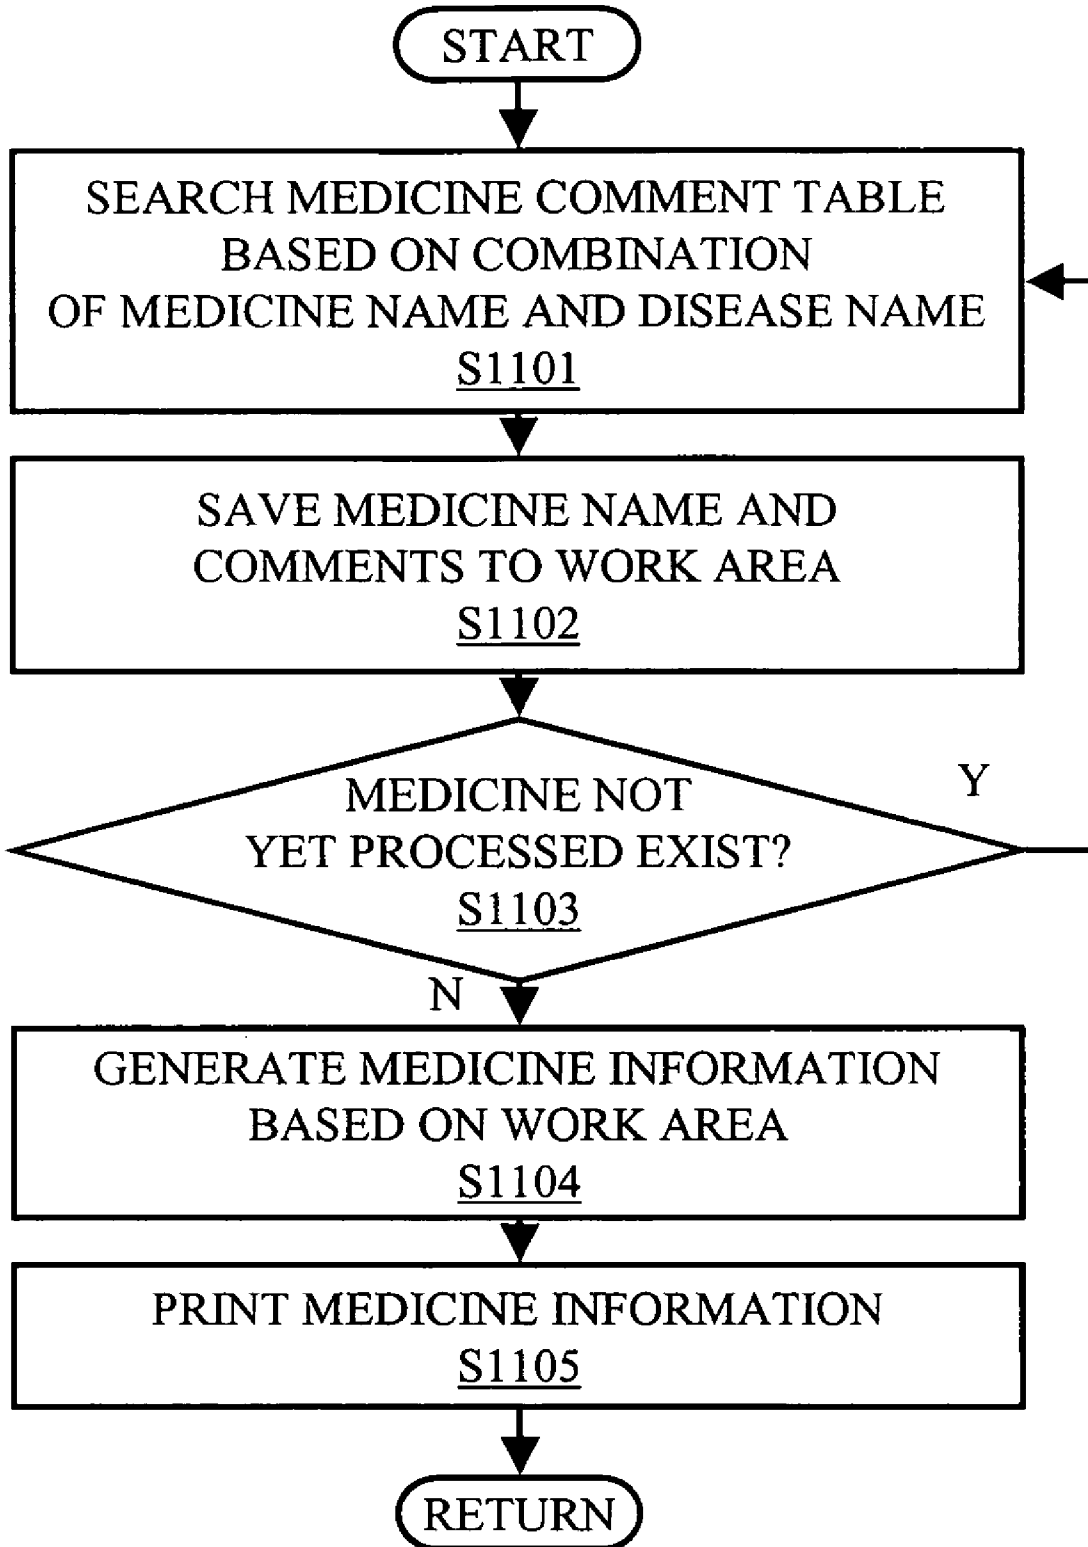 START
SEARCH MEDICINE COMMENT TABLE
BASED ON COMBINATION
OF MEDICINE NAME AND DISEASE NAME
S1101
SAVE MEDICINE NAME AND
COMMENTS TO WORK AREA
S1102
MEDICINE NOT
YET PROCESSED EXIST?
S1103
Y
N
GENERATE MEDICINE INFORMATION
BASED ON WORK AREA
S1104
PRINT MEDICINE INFORMATION
S1105
RETURN